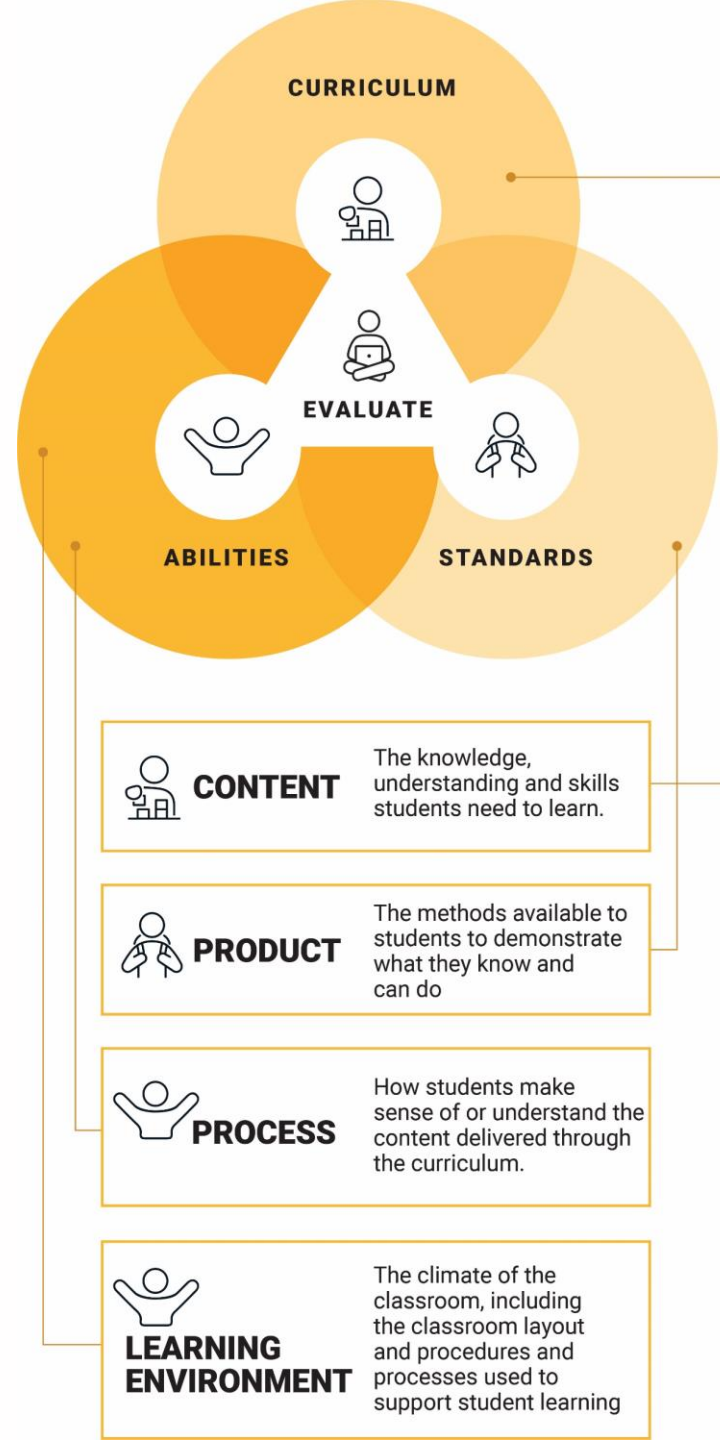 CURRICULUM
EVALUATE
ABILITIES
STANDARDS
CONTENT
The knowledge,
understanding and skills
students need to learn.
PRODUCT
The methods available to
students to demonstrate
what they know and
can do
PROCESS
How students make
sense of or understand the
content delivered through
the curriculum.
LEARNING
ENVIRONMENT
The climate of the
classroom, including
the classroom layout
and procedures and
processes used to
support student learning